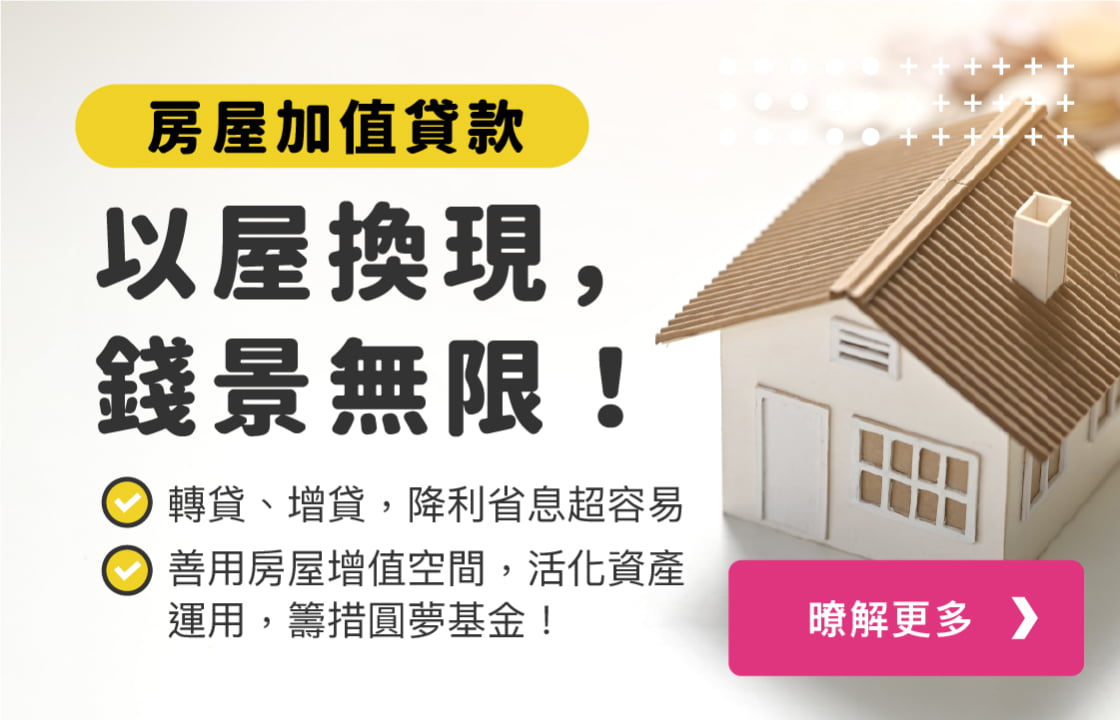 房屋加值貸款
以屋換現，
錢景無限！
轉貸、增貸，降利省息超容易
善用房屋增值空間，活化資產
運用，籌措圓夢基金！
暸解更多